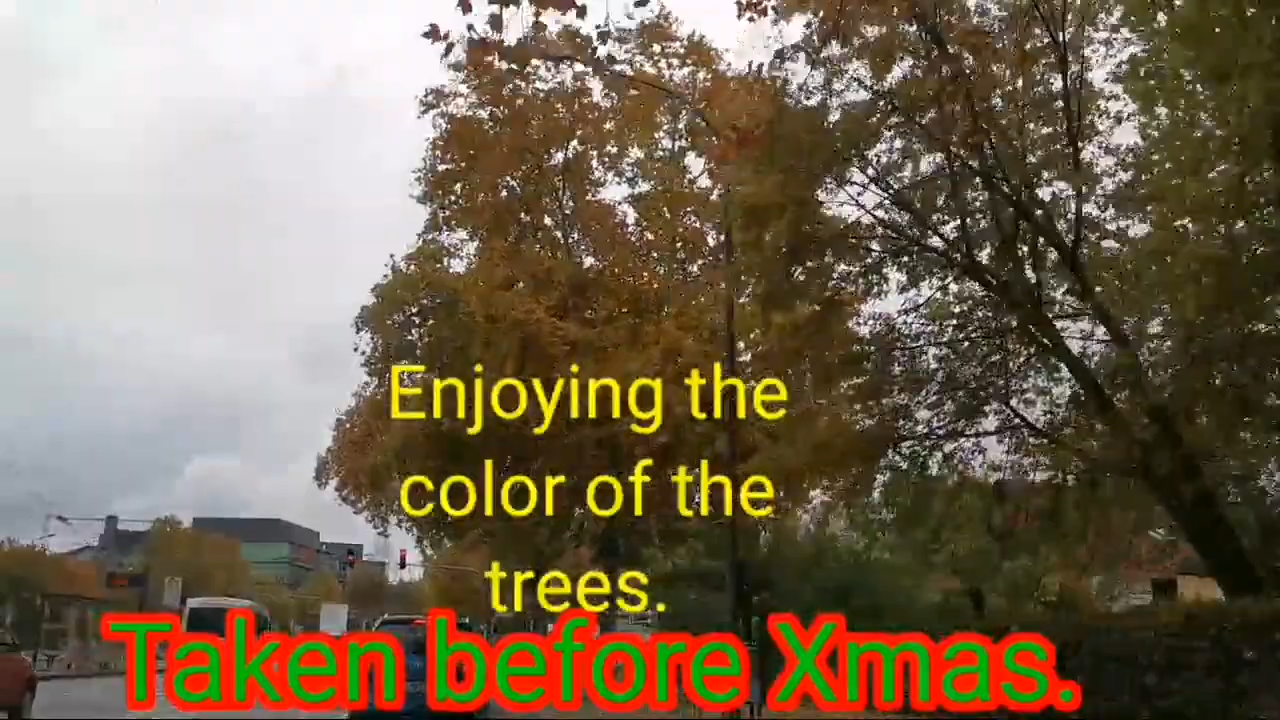 Enjoying the
color of the
trees.
Taken before Xmas.